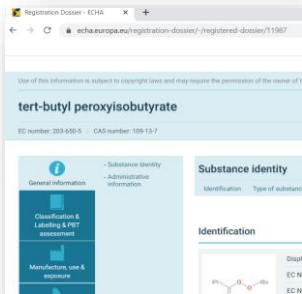 Registration Dossier - ECHA
echa.europa.eu/registration-dossier/-/registered-dossier/11987
Use of this information is subject to copyright laws and may require the permission of the owner of t
tert-butyl peroxyisobutyrate
EC number: 203-650-5 CAS number: 109-13-7
General information
Classification &
Labelling & PBT
assessment
Manufacture, use &
exposure
- Substance Identity
- Administrative
information
Substance identity
Identification Type of substanc
Identification
Displ
EC N
EC N